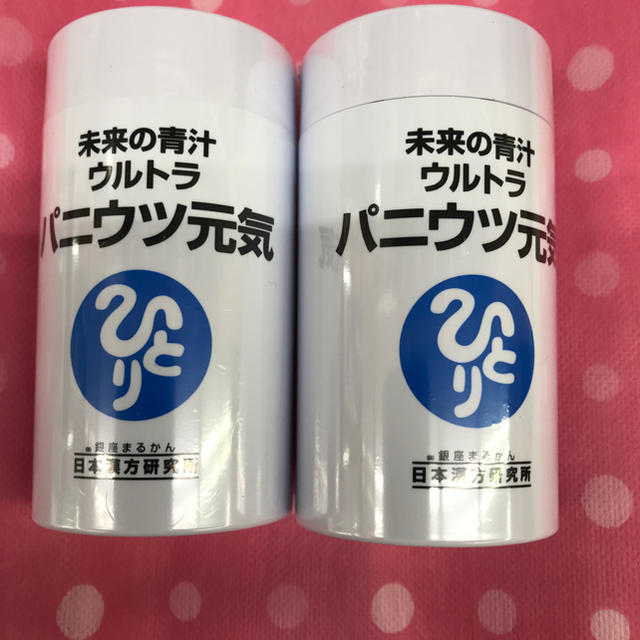 未来の青汁
ウルトラ
パニウツ元気
ひとり
銀座まるかん
日本漢方研究所
未来の青汁
ウルトラ
パニウツ元気
ひとり
銀座まるかん
日本漢方研究所